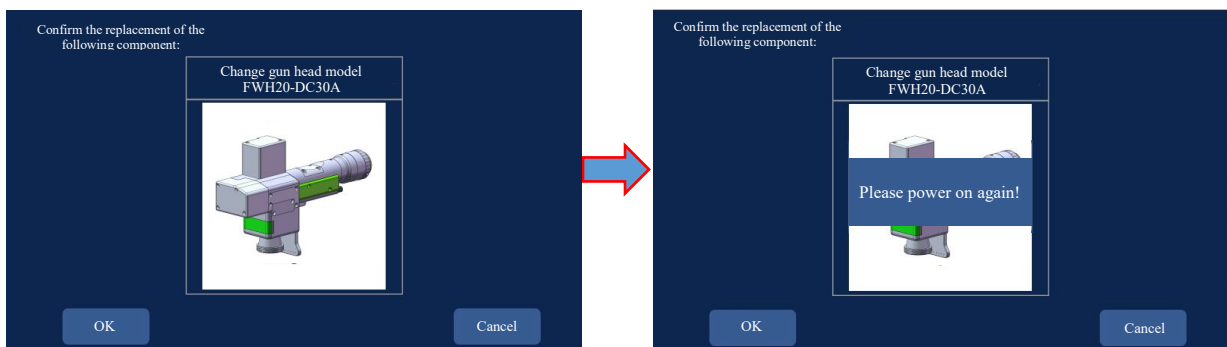 Confirm the replacement of the
following component:
Change gun head model
FWH20-DC30A
OK
Cancel
Confirm the replacement of the
following component:
Change gun head model
FWH20-DC30A
Please power on again!
OK
Cancel